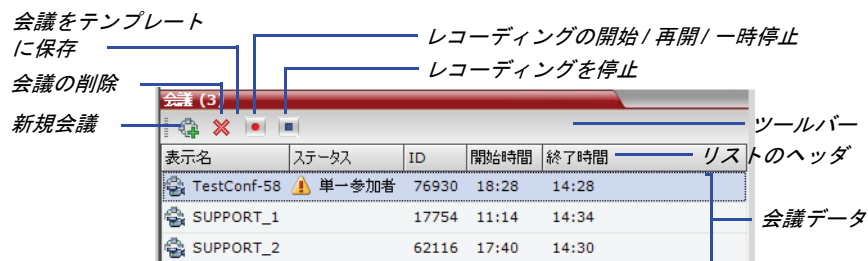 会議をテンプレート
に保存
レコーディングの開始 / 再開 / 一時停止
レコーディングを停止
会議の削除
会議 (3)
新規会議
ツールバー
リストのヘッダ
表示名 ステータス ID 開始時間 終了時間
TestConf-58 単一参加者 76930 18:28 14:28
SUPPORT_1 17754 11:14 14:34
会議データ
SUPPORT_2 62116 17:40 14:30